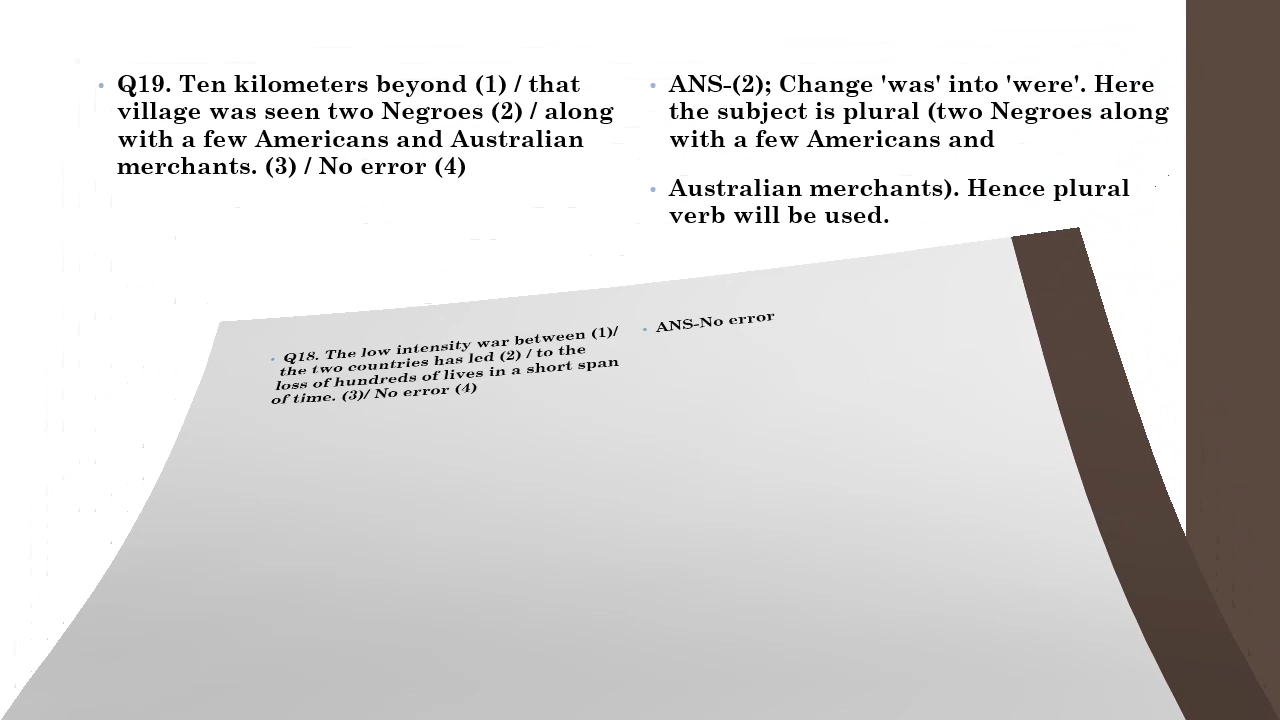 Q19. Ten kilometers beyond (1) / that
village was seen two Negroes (2) / along
with a few Americans and Australian
merchants. (3) / No error (4)
ANS-(2); Change 'was' into 'were'. Here
the subject is plural (two Negroes along
with a few Americans and
Australian merchants). Hence plural
verb will be used.
Q18. The low intensity war between (1)/
the two countries has led (2) / to the
loss of hundreds of lives in a short span
of time. (3)/ No error (4)
ANS-No error